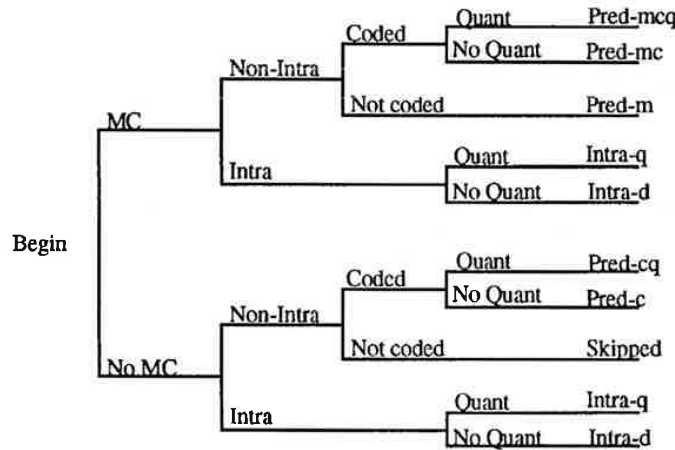 Quant Pred-mcq
Coded
No Quant Pred-mc
Non-Intra
Not coded Pred-m
MC
Quant Intra-q
Intra
No Quant Intra-d
Begin
Quant Pred-cq
Coded
No Quant Pred-c
Non-Intra
Not coded Skipped
No MC
Quant Intra-q
Intra
No Quant Intra-d